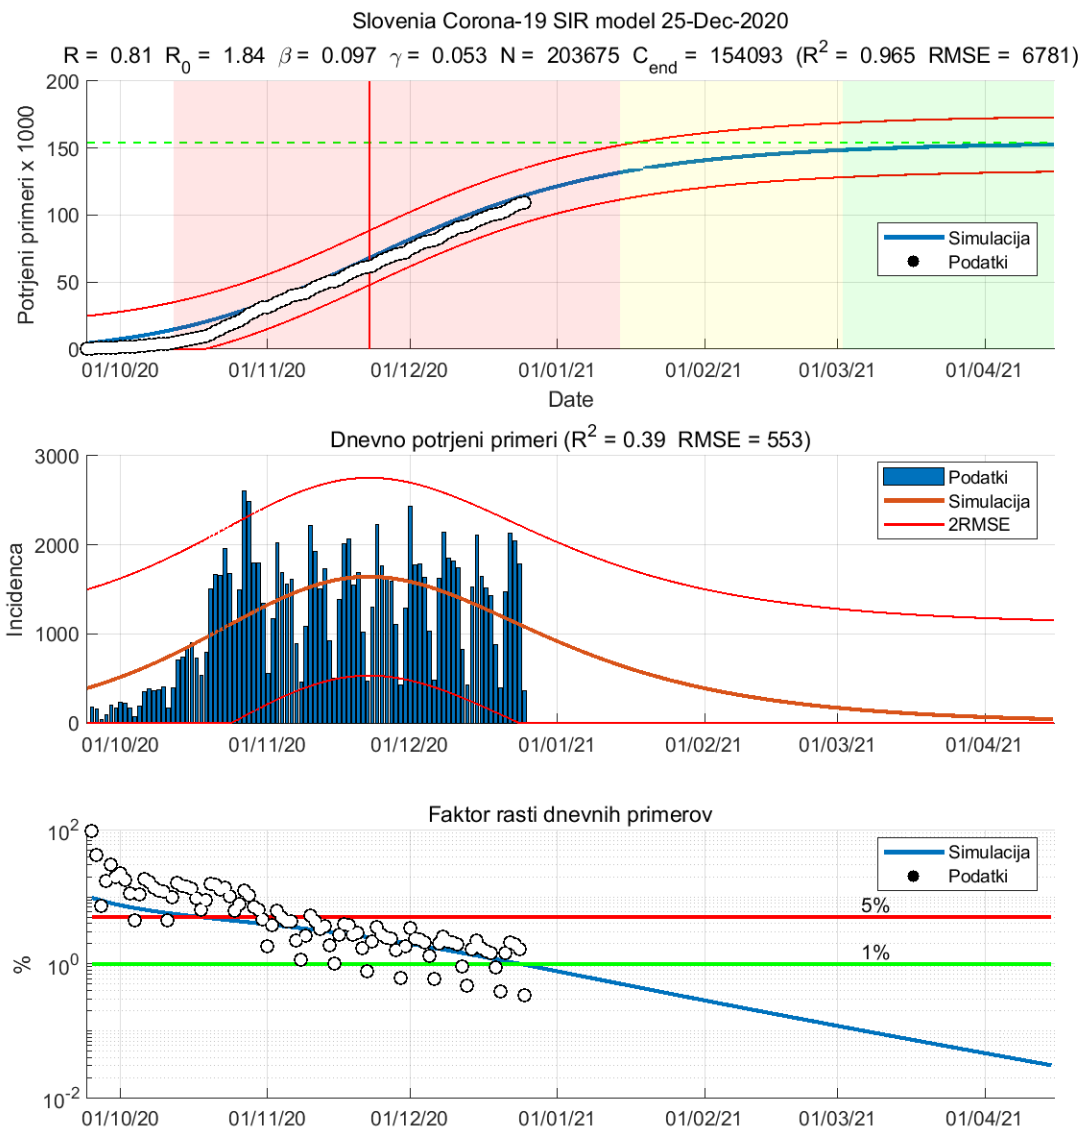 Slovenia Corona-19 SIR model 25-Dec-2020
R = 0.81 R0 = 1.84 β = 0.097 γ = 0.053 N = 203675 Cend = 154093 (R2 = 0.965 RMSE = 6781)
Potrjeni primeri x 1000
200
150
100
50
0
Simulacija
Podatki
01/10/20 01/11/20 01/12/20 01/01/21 01/02/21 01/03/21 01/04/21
Date
Dnevno potrjeni primeri (R2 = 0.39 RMSE = 553)
Incidenca
3000
2000
1000
0
Podatki
Simulacija
2RMSE
01/10/20 01/11/20 01/12/20 01/01/21 01/02/21 01/03/21 01/04/21
Faktor rasti dnevnih primerov
%
10^2
10^0
10^-2
Simulacija
Podatki
5%
1%
01/10/20 01/11/20 01/12/20 01/01/21 01/02/21 01/03/21 01/04/21